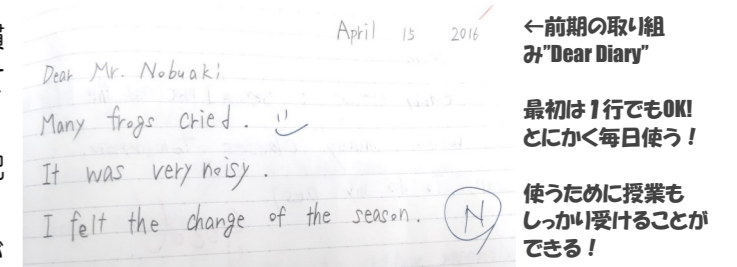 April 15 2016
Dear Mr. Nobuaki
Many frogs cried.
It was very noisy.
I felt the change of the season.
N
←前期の取り組
み"Dear Diary"
最初は1行でもOK!
とにかく毎日使う!
使うために授業も
しっかり受けることが
できる!